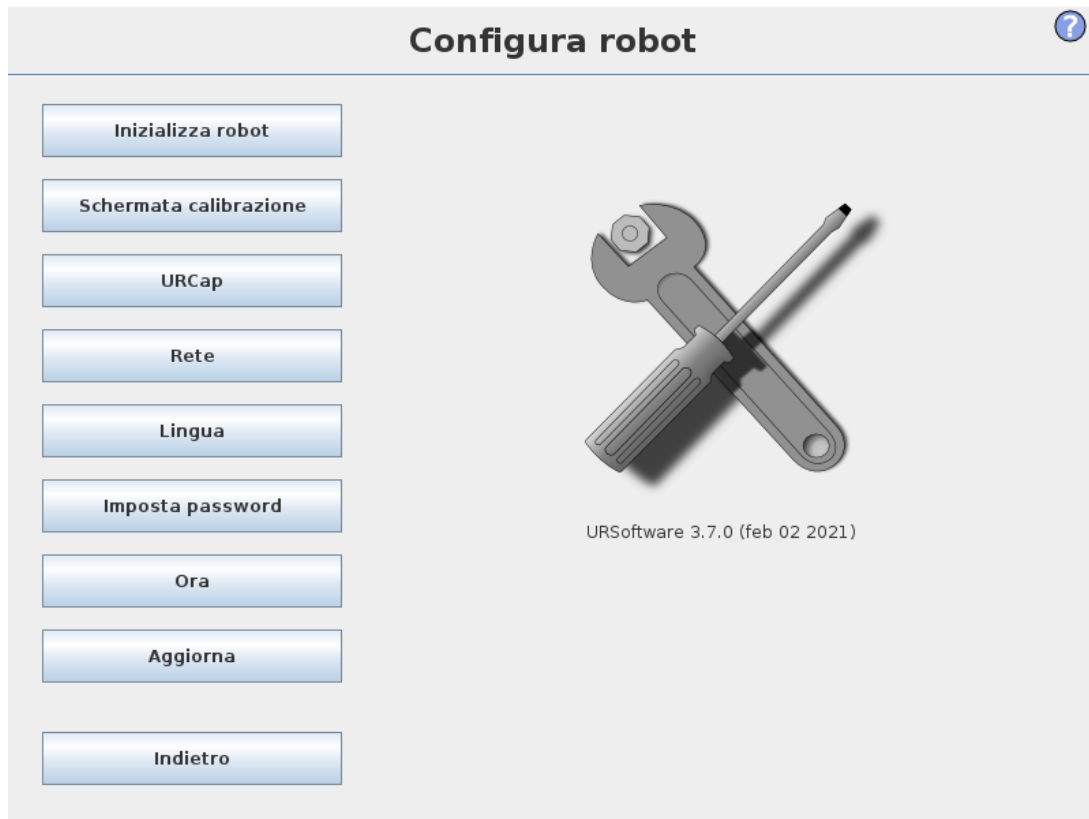 Configura robot
?
Inizializza robot
Schermata calibrazione
URCap
Rete
Lingua
Imposta password
Ora
Aggiorna
Indietro
URSoftware 3.7.0 (feb 02 2021)